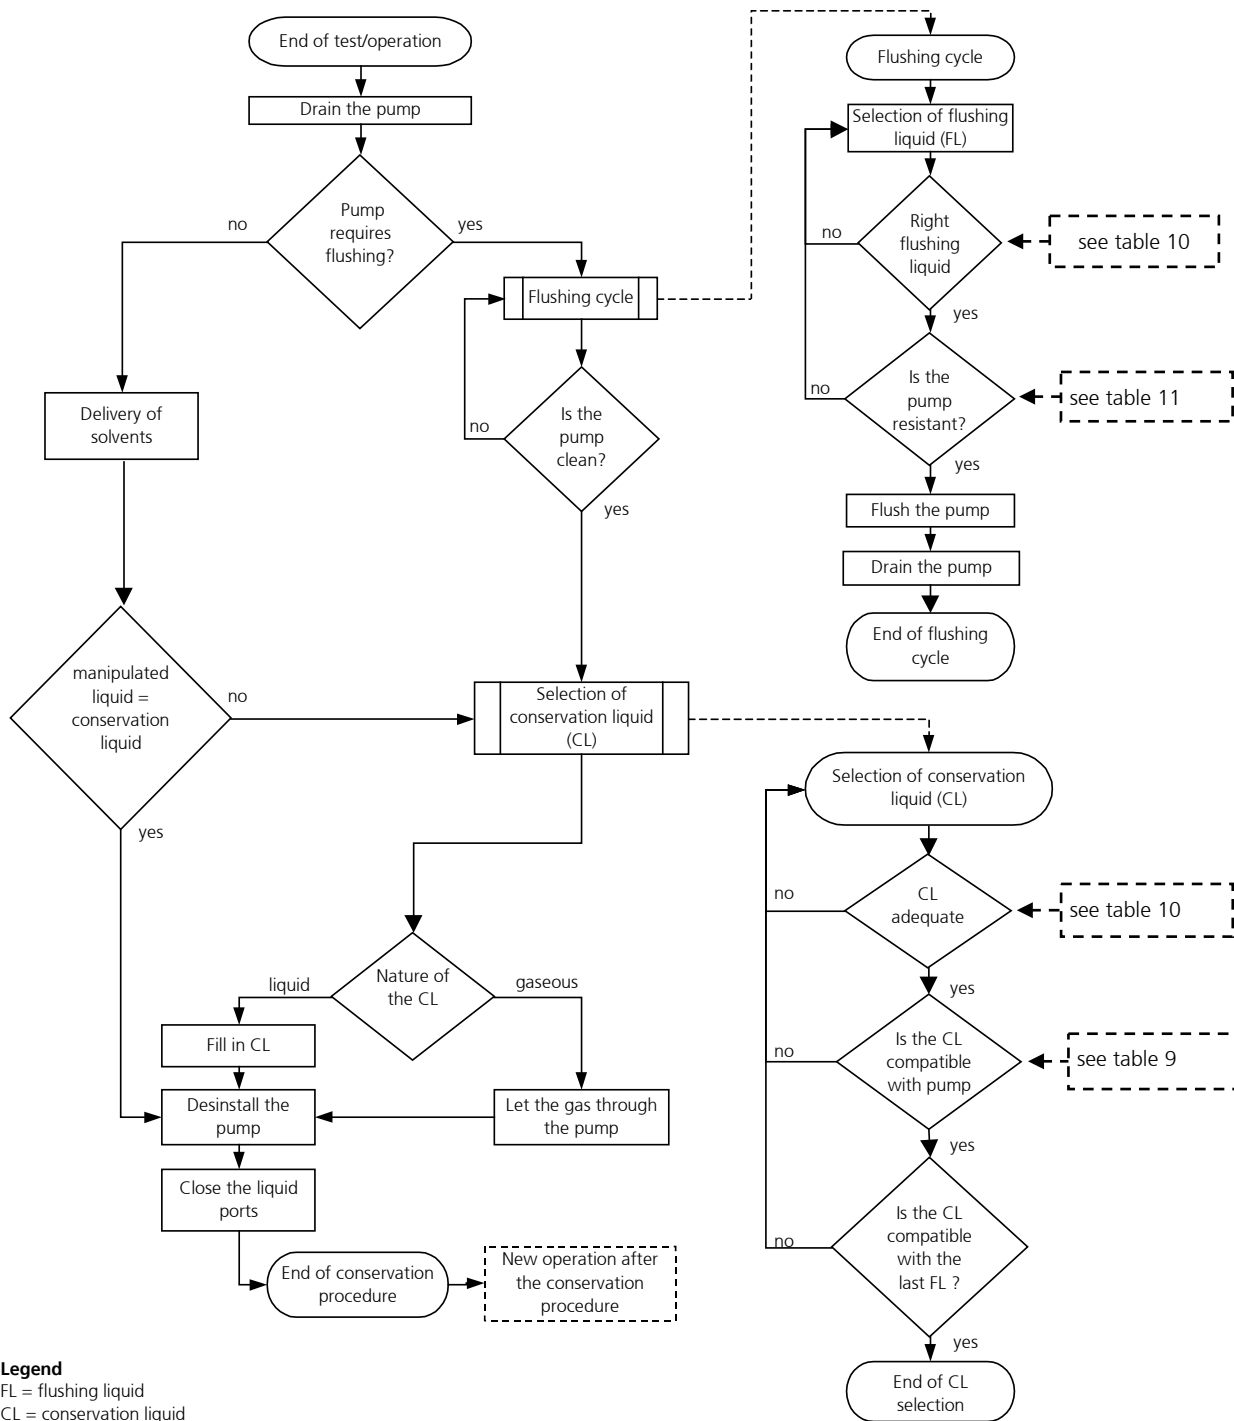 End of test/operation
Drain the pump
Pump
requires
flushing?
no
yes
Flushing cycle
Is the
pump
clean?
no
yes
Delivery of
solvents
manipulated
liquid =
conservation
liquid
no
yes
Selection of
conservation liquid
(CL)
Nature of
the CL
liquid
gaseous
Fill in CL
Desinstall the
pump
Let the gas through
the pump
Close the liquid
ports
End of conservation
procedure
New operation after
the conservation
procedure
Flushing cycle
Selection of flushing
liquid (FL)
Right
flushing
liquid
no
see table 10
yes
Is the
pump
resistant?
no
see table 11
yes
Flush the pump
Drain the pump
End of flushing
cycle
Selection of conservation
liquid (CL)
CL
adequate
no
see table 10
yes
Is the CL
compatible
with pump
no
see table 9
yes
Is the CL
compatible
with the
last FL ?
no
yes
End of CL
selection
Legend
FL = flushing liquid
CL = conservation liquid